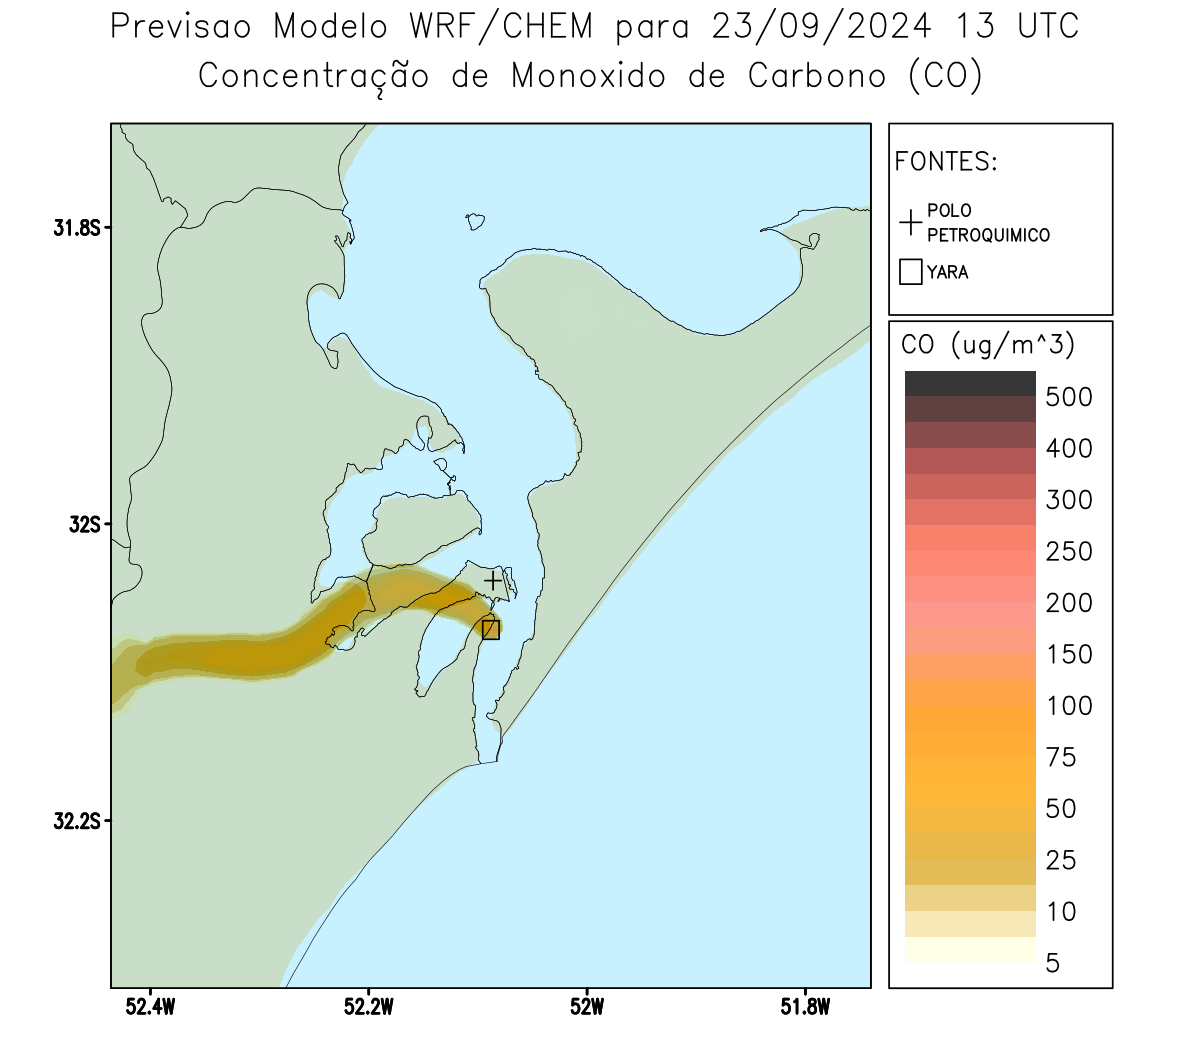 Previsao Modelo WRF/CHEM para 23/09/2024 13 UTC
Concentração de Monoxido de Carbono (CO)
FONTES:
POLO
PETROQUIMICO
YARA
CO (ug/m^3)
500
400
300
250
200
150
100
75
50
25
10
5
31.8S
32S
32.2S
52.4W
52.2W
52W
51.8W